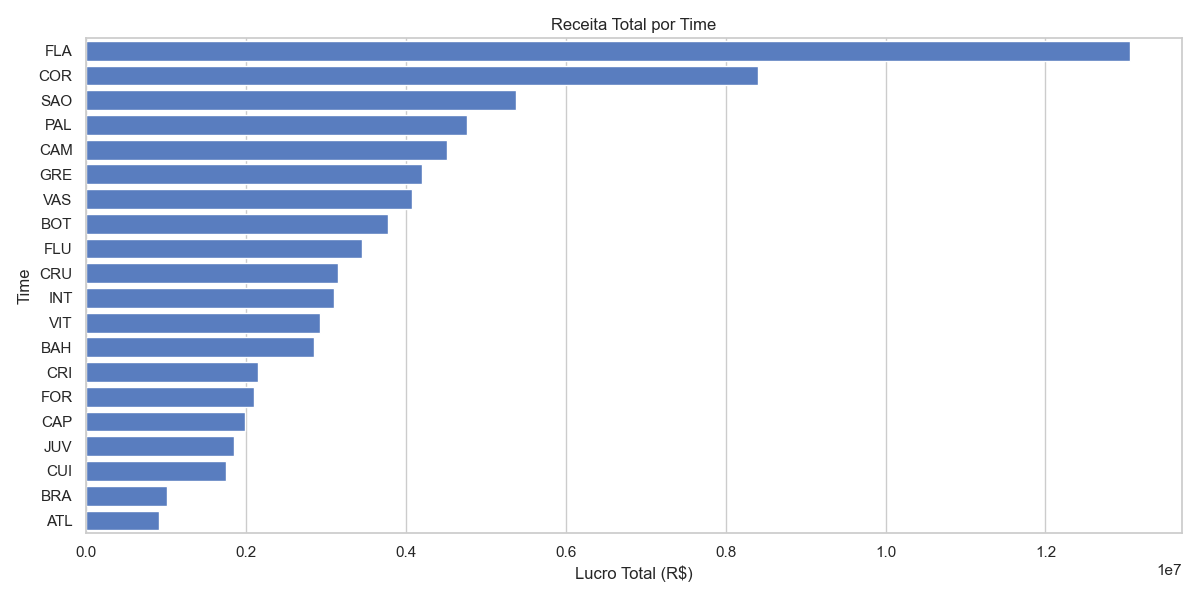 Receita Total por Time
Time
FLA
COR
SAO
PAL
CAM
GRE
VAS
BOT
FLU
CRU
INT
VIT
BAH
CRI
FOR
CAP
JUV
CUI
BRA
ATL
0.0 0.2 0.4 0.6 0.8 1.0 1.2
1e7
Lucro Total (R$)